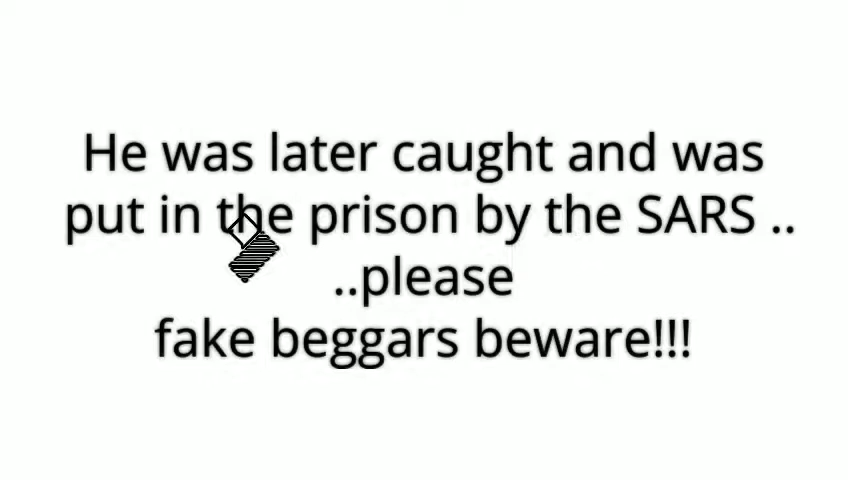 He was later caught and was
put in the prison by the SARS ..
..please
fake beggars beware!!!